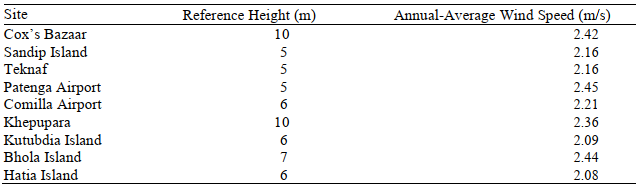 Site Reference Height (m) Annual-Average Wind Speed (m/s)
Cox's Bazaar 10 2.42
Sandip Island 5 2.16
Teknaf 5 2.16
Patenga Airport 5 2.45
Comilla Airport 6 2.21
Khepupara 10 2.36
Kutubdia Island 6 2.09
Bhola Island 7 2.44
Hatia Island 6 2.08